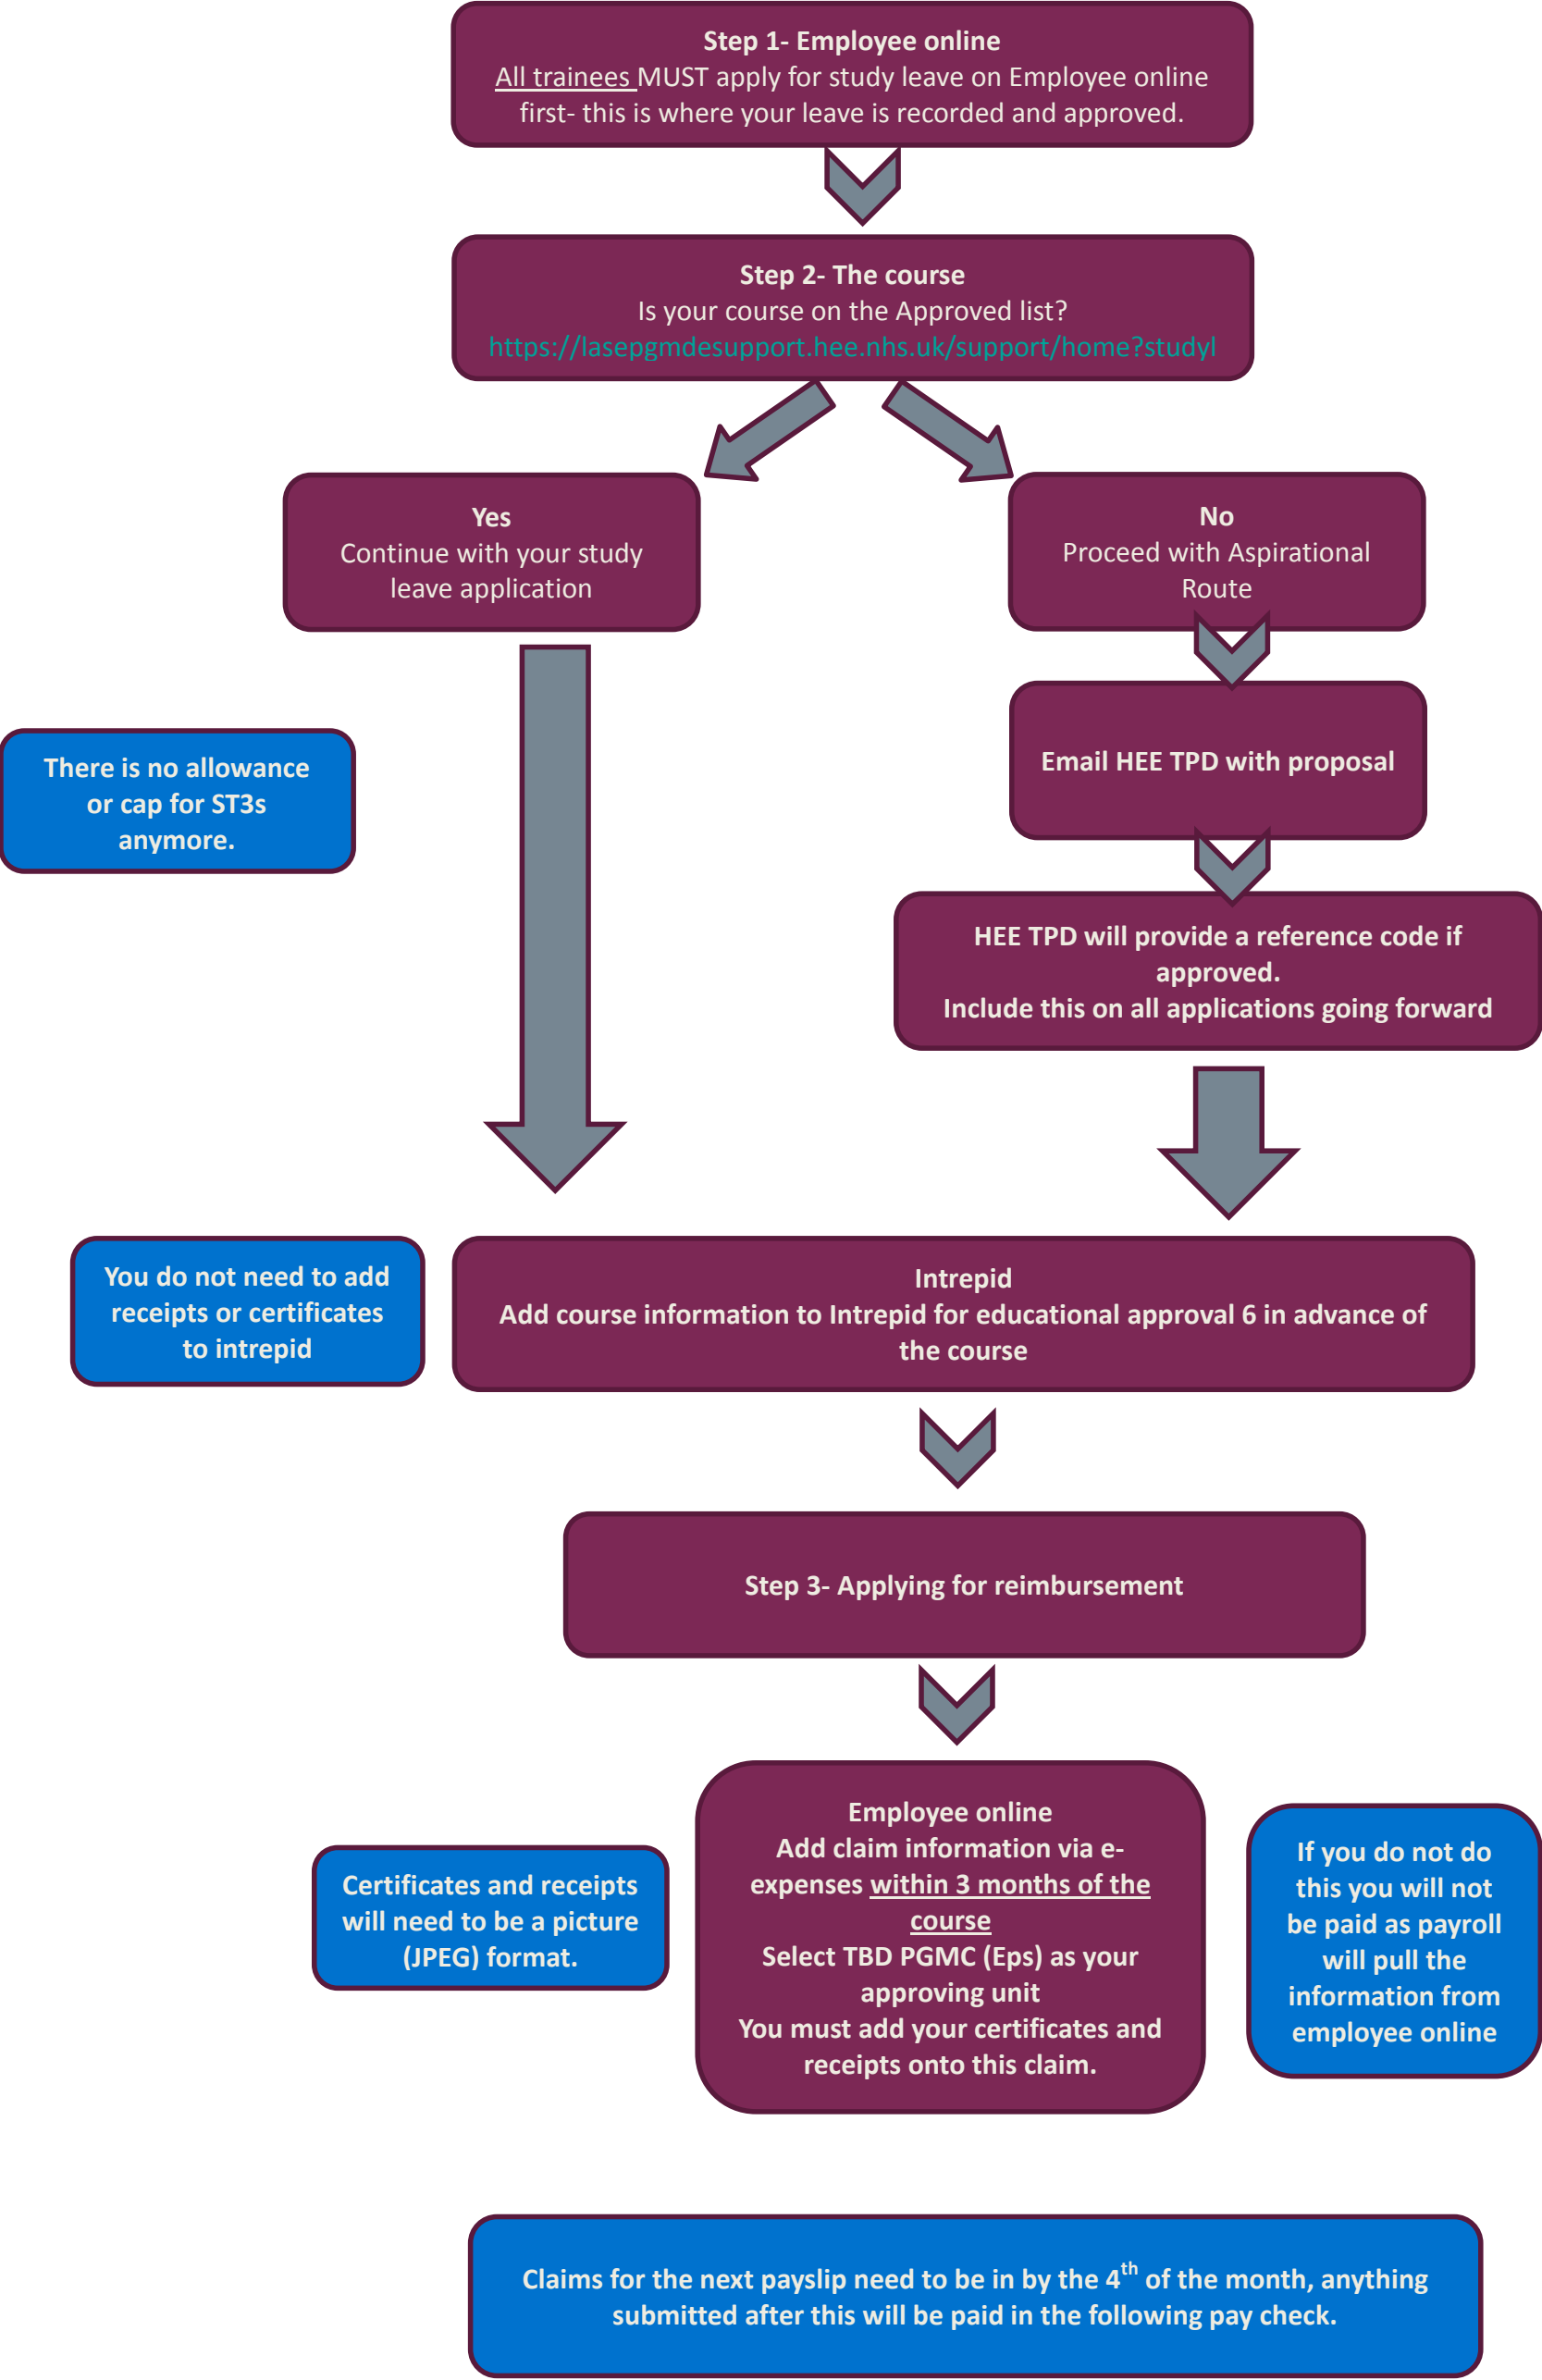 Step 1- Employee online
All trainees MUST apply for study leave on Employee online
first- this is where your leave is recorded and approved.
Step 2- The course
Is your course on the Approved list?
https://lasepgmdesupport.hee.nhs.uk/support/home?studyl
Yes
Continue with your study
leave application
No
Proceed with Aspirational
Route
Email HEE TPD with proposal
There is no allowance
or cap for ST3s
anymore.
HEE TPD will provide a reference code if
approved.
Include this on all applications going forward
You do not need to add
receipts or certificates
to intrepid
Intrepid
Add course information to Intrepid for educational approval 6 in advance of
the course
Step 3- Applying for reimbursement
Certificates and receipts
will need to be a picture
(JPEG) format.
Employee online
Add claim information via e-
expenses within 3 months of the
course
Select TBD PGMC (Eps) as your
approving unit
You must add your certificates and
receipts onto this claim.
If you do not do
this you will not
be paid as payroll
will pull the
information from
employee online
Claims for the next payslip need to be in by the 4th of the month, anything
submitted after this will be paid in the following pay check.